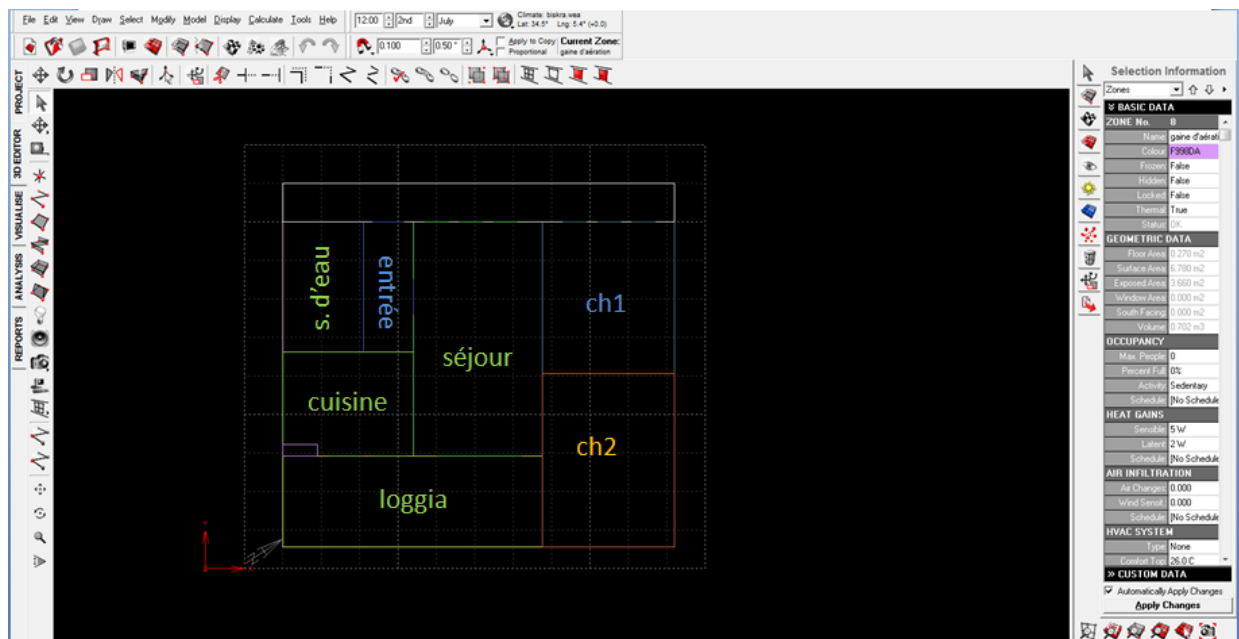 File Edit View Draw Select Modify Model Display Calculate Tools Help
12:00 2nd July
Climate: biskra.wea
Lat: 34.5° Lng: 5.4° (+0.0)
0.100 0.50 °
Apply to Copy
Proportional
Current Zone:
gaine d'aération
PROJECT
3D EDITOR
VISUALISE
ANALYSIS
REPORTS
s. d'eau
entrée
ch1
séjour
cuisine
ch2
loggia
Selection Information
Zones
BASIC DATA
ZONE No. 8
Name gaine d'aérati
Colour F998DA
Frozen False
Hidden False
Locked False
Thermal True
Status OK
GEOMETRIC DATA
Floor Area 0.270 m2
Surface Area 6.780 m2
Exposed Area 3.660 m2
Window Area 0.000 m2
South Facing 0.000 m2
Volume 0.702 m3
OCCUPANCY
Max. People 0
Percent Full 0%
Activity Sedentary
Schedule [No Schedule
HEAT GAINS
Sensible 5 W
Latent 2 W
Schedule [No Schedule
AIR INFILTRATION
Air Changes 0.000
Wind Sensit. 0.000
Schedule [No Schedule
HVAC SYSTEM
Type None
Comfort Top 26.0 C
» CUSTOM DATA
Automatically Apply Changes
Apply Changes